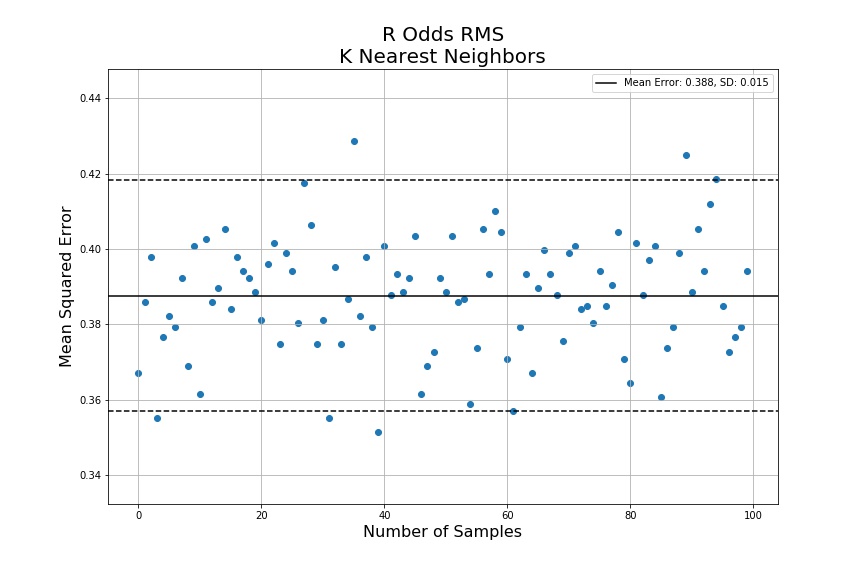 R Odds RMS
K Nearest Neighbors
Mean Error: 0.388, SD: 0.015
Mean Squared Error
0.44
0.42
0.40
0.38
0.36
0.34
0
20
40
60
80
100
Number of Samples